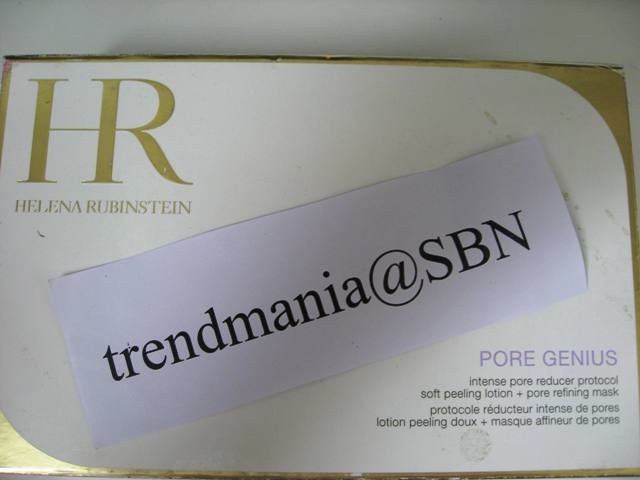 HR
HELENA RUBINSTEIN
trendmania@SBN
PORE GENIUS
intense pore reducer protocol
soft peeling lotion + pore refining mask
protocole réducteur intense de pores
lotion peeling doux + masque affineur de pores